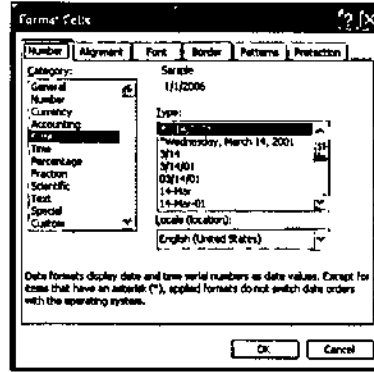 Format Cells
Number Alignment Font Border Patterns Protection
Category:
General
Number
Currency
Accounting
Date
Time
Percentage
Fraction
Scientific
Text
Special
Custom
Sample
1/1/2006
Type:
*Wednesday, March 14, 2001
3/14
3/14/01
03/14/01
14-Mar
14-Mar-01
Locale (location):
English (United States)
Date formats display date and time serial numbers as date values. Except for
items that have an asterisk (*), applied formats do not switch date orders
with the operating system.
OK Cancel